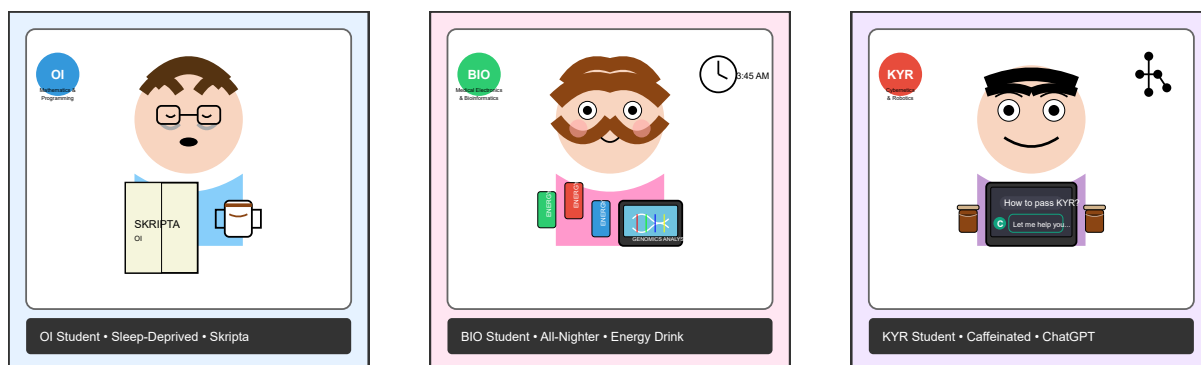 OI
Mathematics &
Programming
SKRIPTA
OI
OI Student • Sleep-Deprived • Skripta
BIO
Medical Electronics
& Bioinformatics
3:45 AM
ENERGY
ENERGY
ENERGY
GENOMICS ANALYS
BIO Student • All-Nighter • Energy Drink
KYR
Cybernetics
& Robotics
How to pass KYR?
C
Let me help you...
KYR Student • Caffeinated • ChatGPT